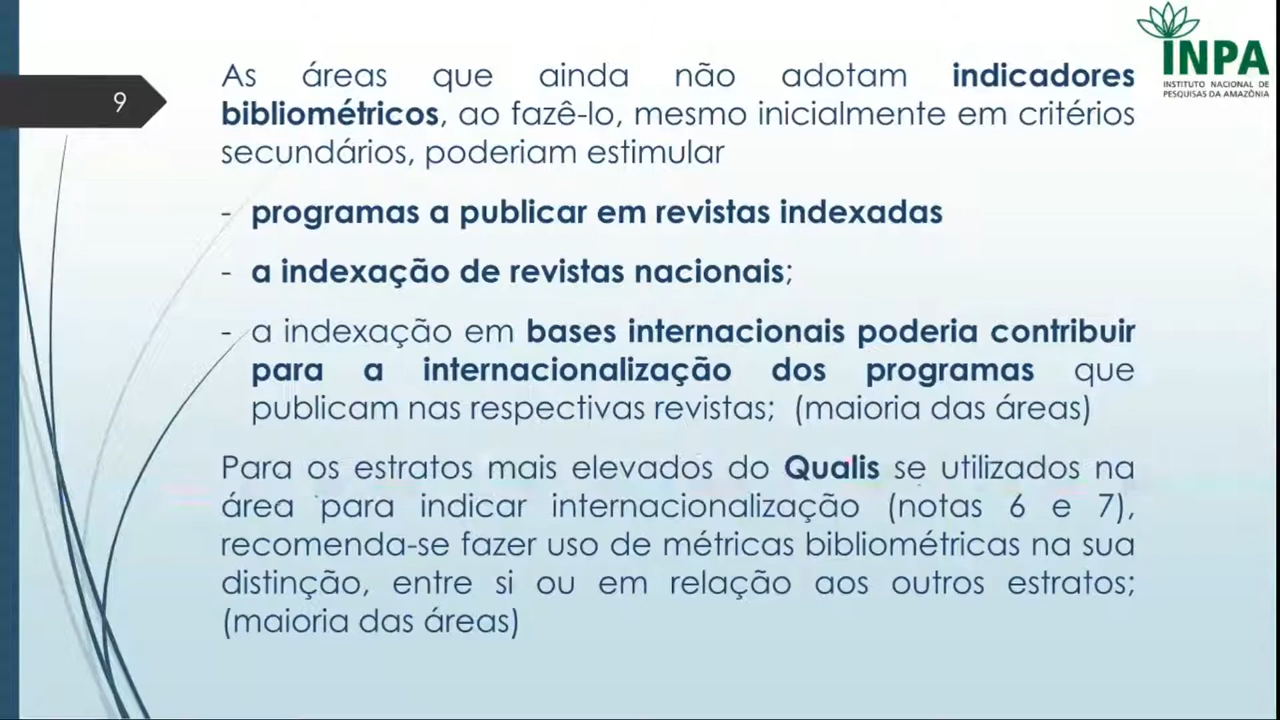 INPA
INSTITUTO NACIONAL DE
PESQUISAS DA AMAZÔNIA
9
As áreas que ainda não adotam indicadores
bibliométricos, ao fazê-lo, mesmo inicialmente em critérios
secundários, poderiam estimular
- programas a publicar em revistas indexadas
- a indexação de revistas nacionais;
- a indexação em bases internacionais poderia contribuir
para a internacionalização dos programas que
publicam nas respectivas revistas; (maioria das áreas)
Para os estratos mais elevados do Qualis se utilizados na
área para indicar internacionalização (notas 6 e 7),
recomenda-se fazer uso de métricas bibliométricas na sua
distinção, entre si ou em relação aos outros estratos;
(maioria das áreas)